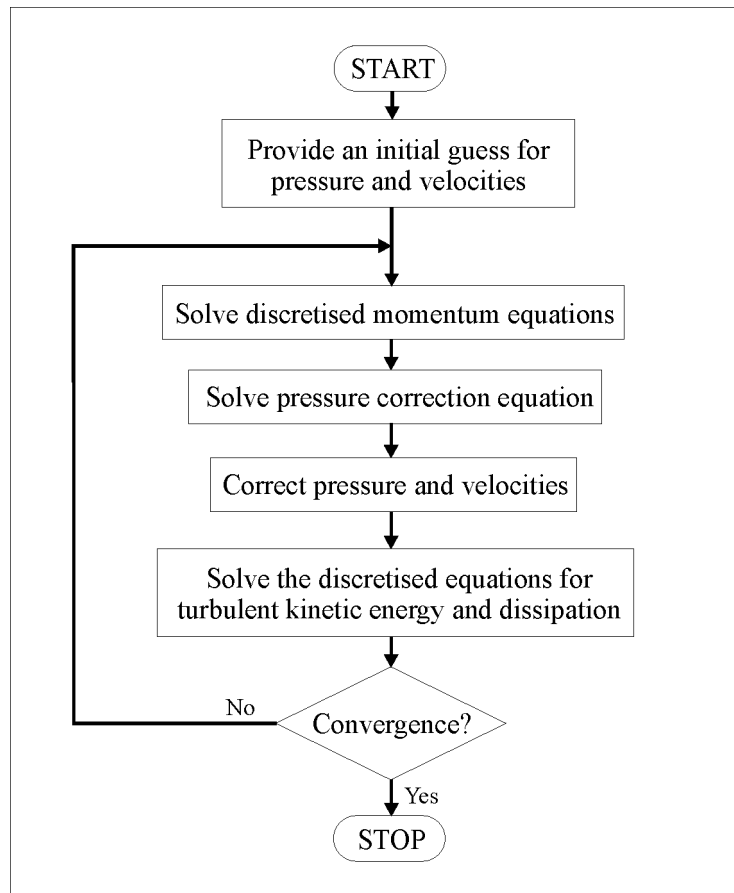 START
Provide an initial guess for
pressure and velocities
Solve discretised momentum equations
Solve pressure correction equation
Correct pressure and velocities
Solve the discretised equations for
turbulent kinetic energy and dissipation
No
Convergence?
Yes
STOP